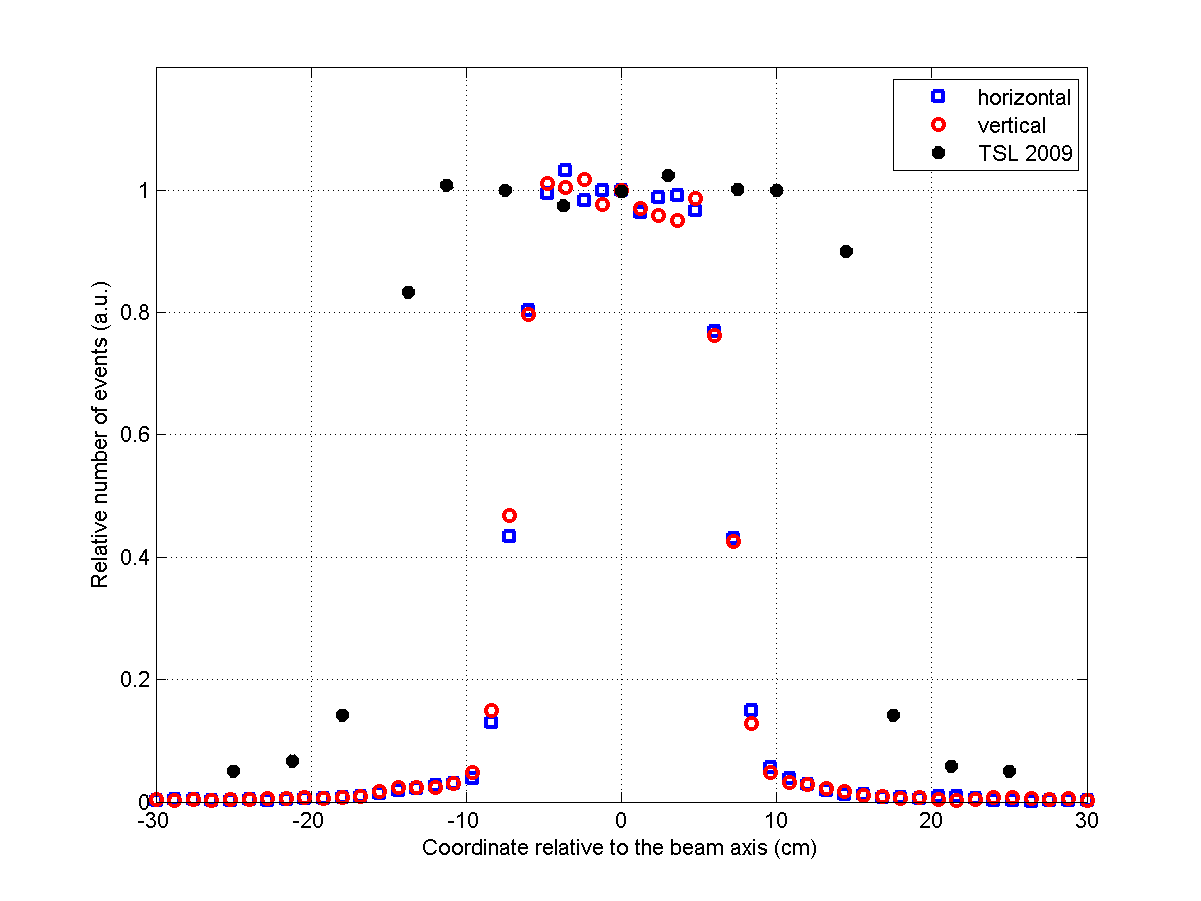 horizontal
vertical
TSL 2009
1
0.8
0.6
0.4
0.2
0
Relative number of events (a.u.)
-30 -20 -10 0 10 20 30
Coordinate relative to the beam axis (cm)